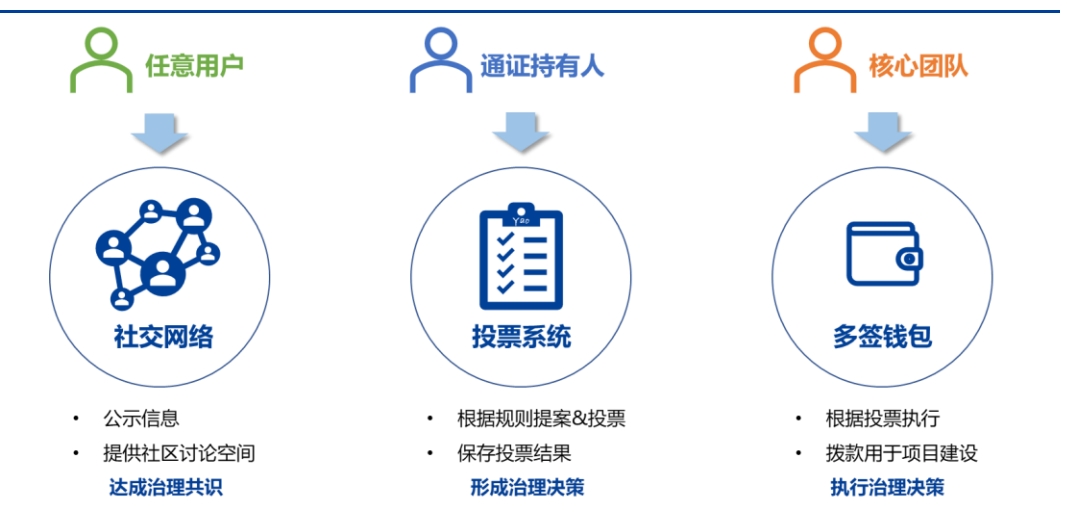 任意用户
通证持有人
核心团队
Yao
社交网络
投票系统
多签钱包
• 公示信息
• 提供社区讨论空间
达成治理共识
• 根据规则提案&投票
• 保存投票结果
形成治理决策
• 根据投票执行
• 拨款用于项目建设
执行治理决策